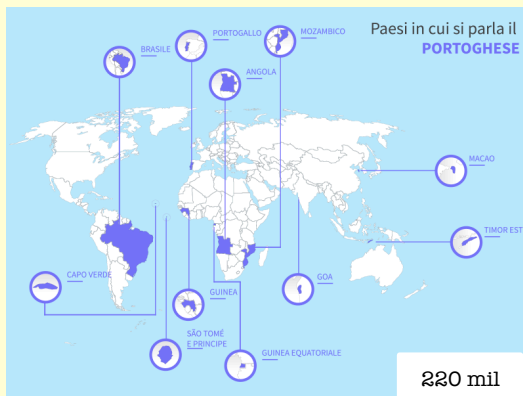 Paesi in cui si parla il
PORTOGHESE
PORTOGALLO
MOZAMBICO
BRASILE
ANGOLA
MACAO
TIMOR EST
CAPO VERDE
GUINEA
GOA
SÃO TOMÉ
E PRINCIPE
GUINEA EQUATORIALE
220 mil